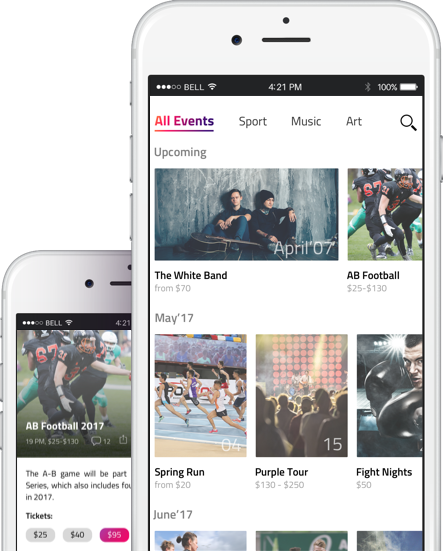 BELL 4:21 PM 100%
All Events Sport Music Art
Upcoming
April'07
The White Band AB Football
from $70 $25-$130
May'17
04 15
Spring Run Purple Tour Fight Nights
from $20 $130 - $250 $50
June'17
BELL 4:21
AB Football 2017
19 PM, $25-$130 12
The A-B game will be part
Series, which also includes
in 2017.
Tickets:
$25 $40 $95